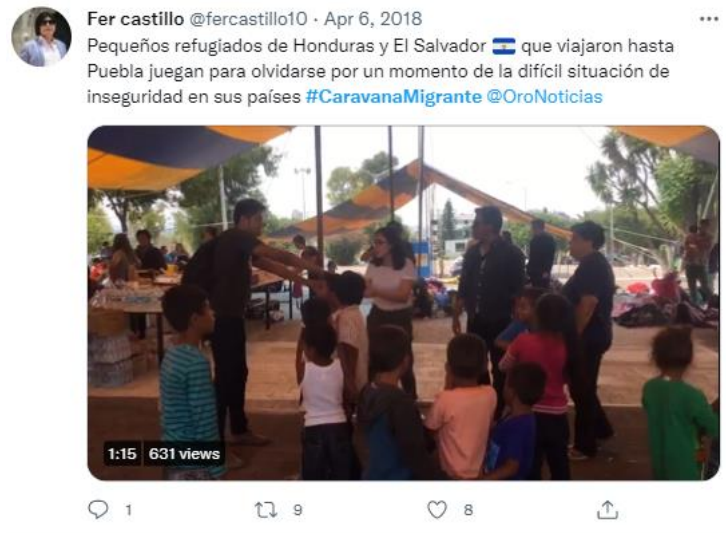 Fer castillo @fercastillo10 · Apr 6, 2018
Pequeños refugiados de Honduras y El Salvador 🇸🇻 que viajaron hasta
Puebla juegan para olvidarse por un momento de la difícil situación de
inseguridad en sus países #CaravanaMigrante @OroNoticias
1:15 631 views
1 9 8